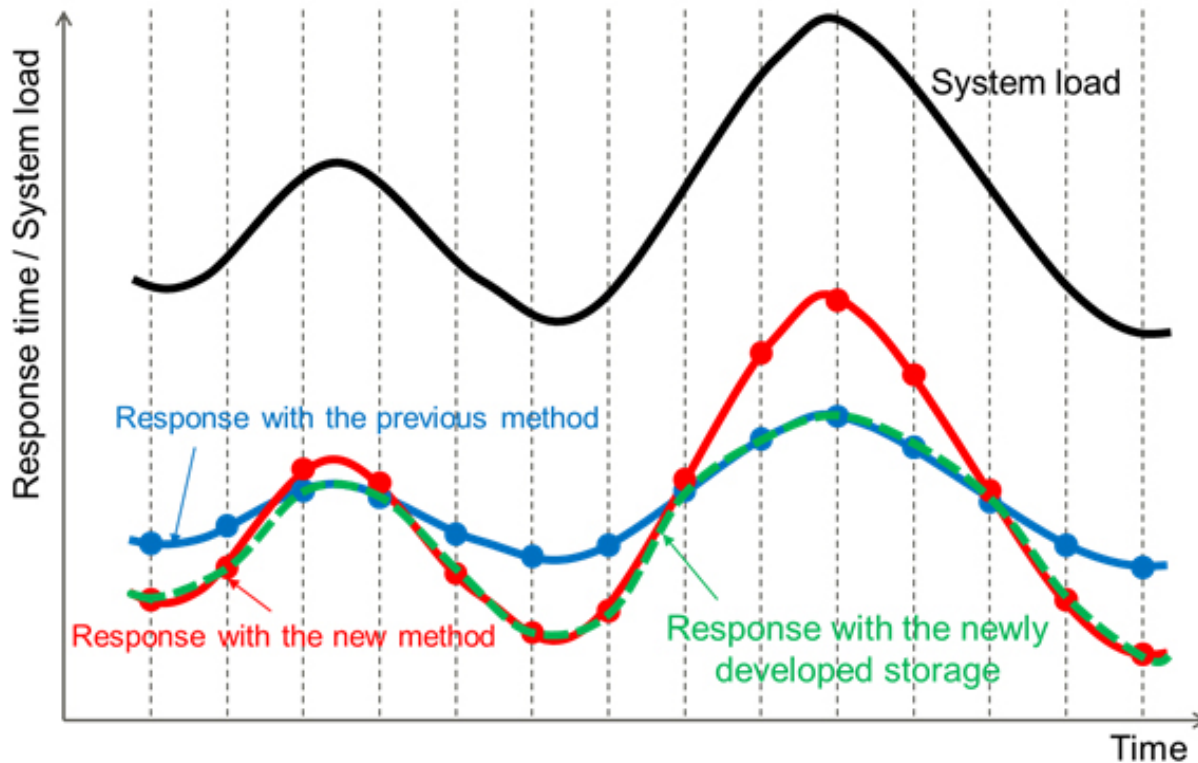 Response time / System load
System load
Response with the previous method
Response with the new method
Response with the newly
developed storage
Time